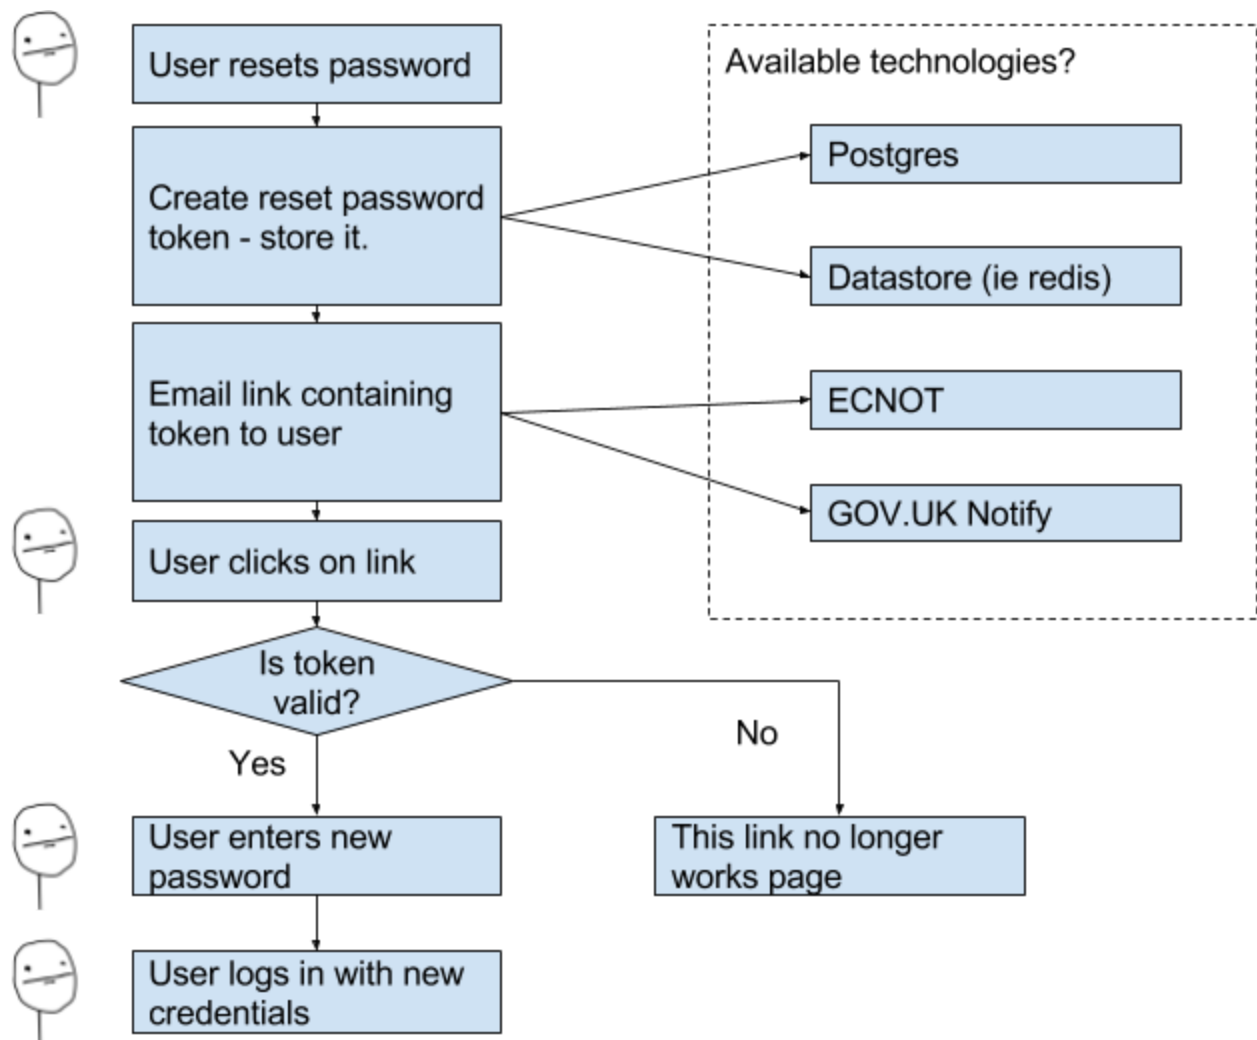 User resets password
Available technologies?
Create reset password
token - store it.
Postgres
Datastore (ie redis)
Email link containing
token to user
ECNOT
GOV.UK Notify
User clicks on link
Is token
valid?
Yes
No
User enters new
password
This link no longer
works page
User logs in with new
credentials